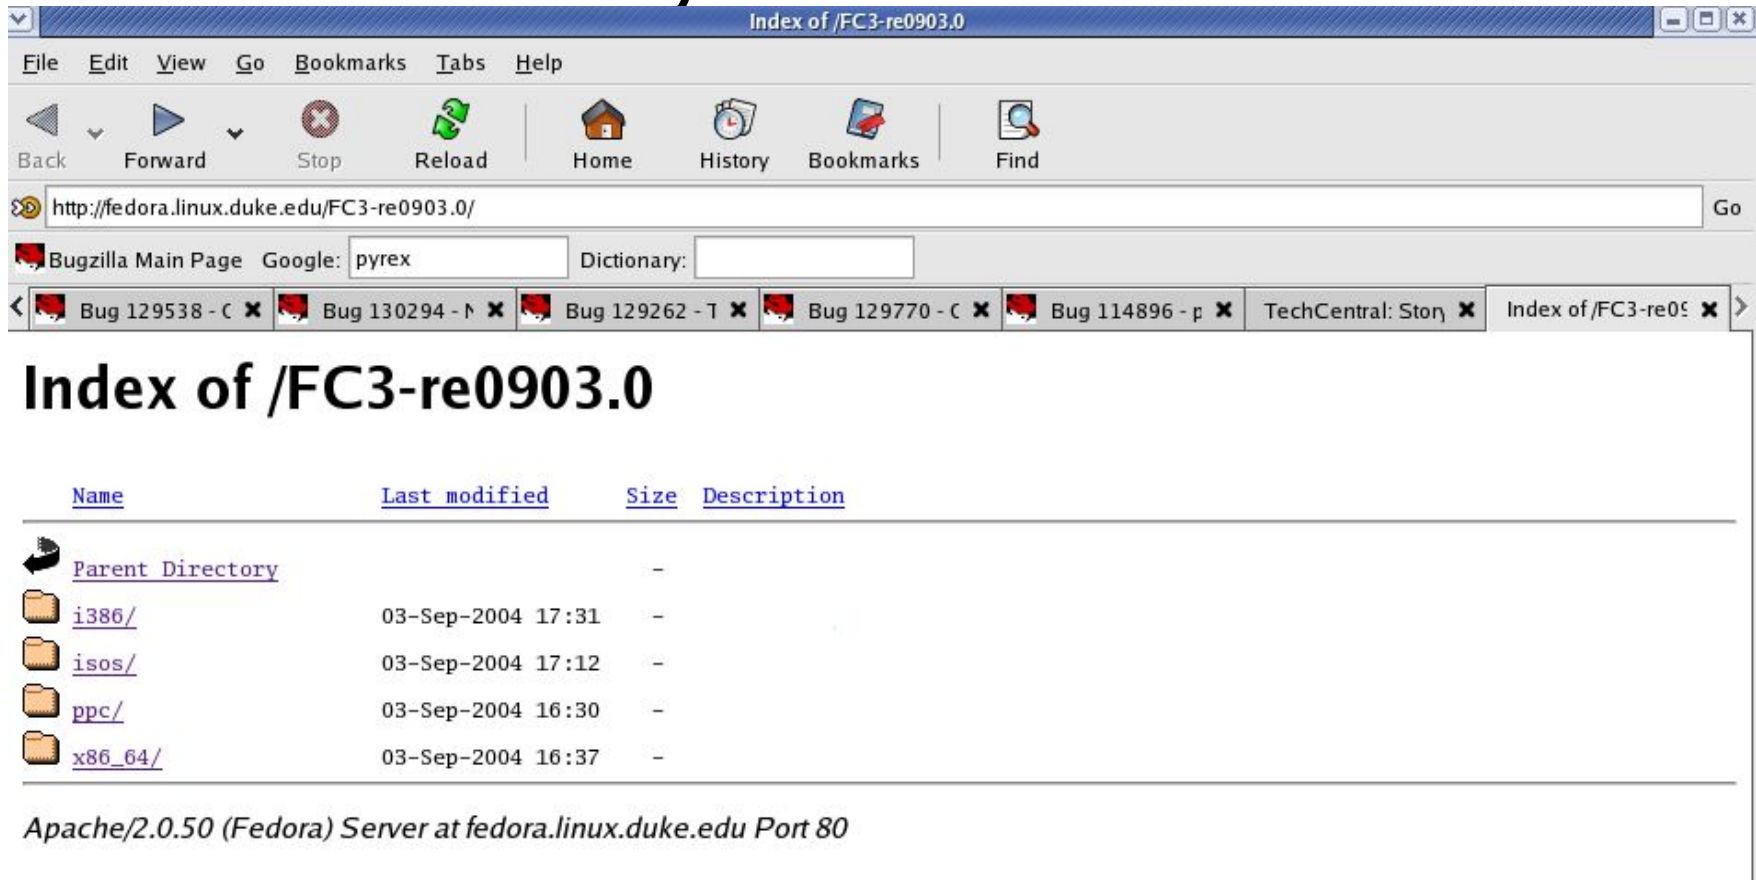 Index of /FC3-re0903.0
File Edit View Go Bookmarks Tabs Help
Back Forward Stop Reload Home History Bookmarks Find
http://fedora.linux.duke.edu/FC3-re0903.0/ Go
Bugzilla Main Page Google: pyrex Dictionary:
Bug 129538 - Bug 130294 - Bug 129262 - T Bug 129770 - Bug 114896 - p TechCentral: Story Index of /FC3-re09
Index of /FC3-re0903.0
Name Last modified Size Description
Parent Directory -
i386/ 03-Sep-2004 17:31 -
isos/ 03-Sep-2004 17:12 -
ppc/ 03-Sep-2004 16:30 -
x86_64/ 03-Sep-2004 16:37 -
Apache/2.0.50 (Fedora) Server at fedora.linux.duke.edu Port 80